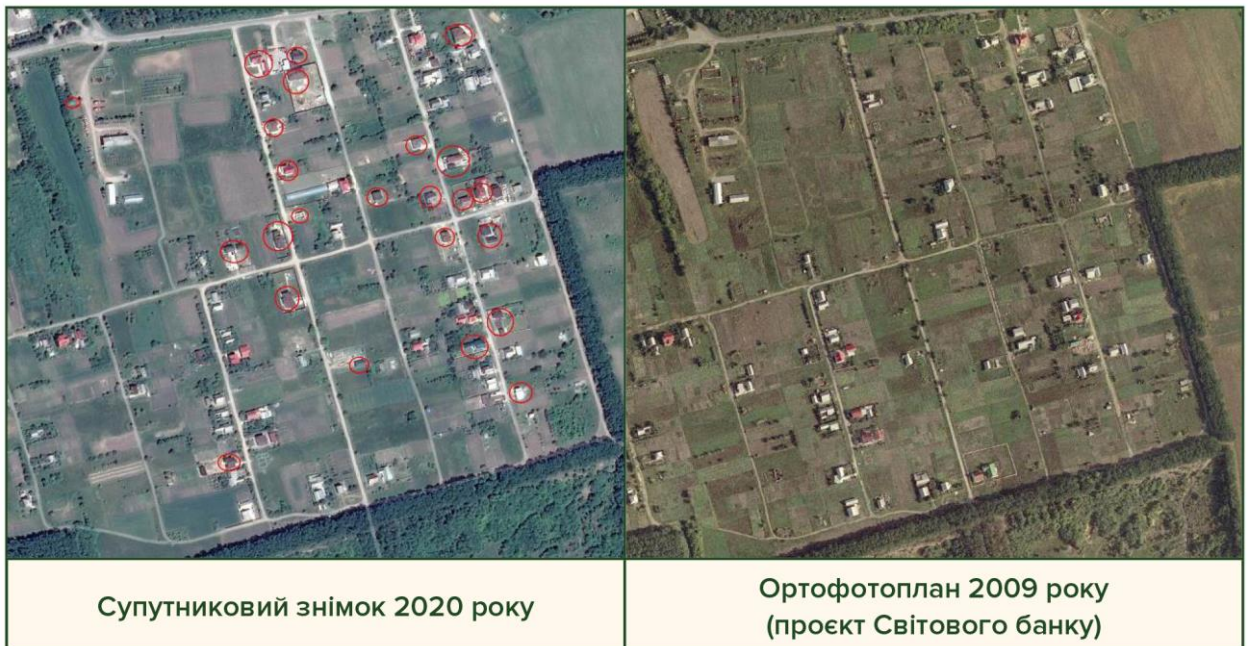 Супутниковий знімок 2020 року
Ортофотоплан 2009 року
(проєкт Світового банку)